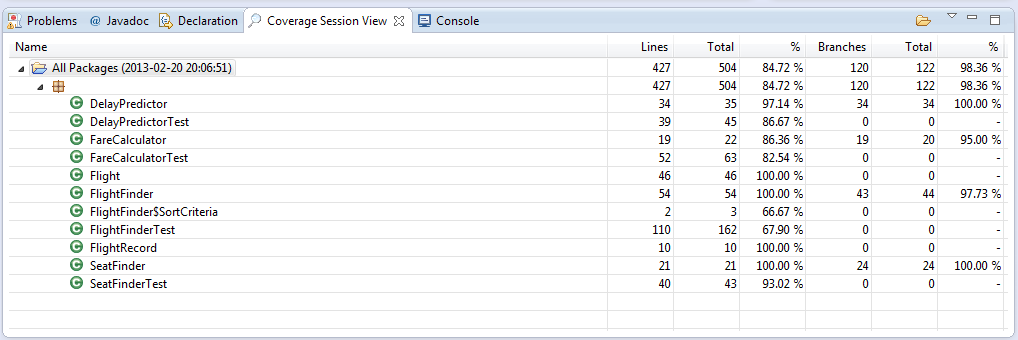 Problems @ Javadoc Declaration Coverage Session View Console
Name Lines Total % Branches Total %
All Packages (2013-02-20 20:06:51) 427 504 84.72 % 120 122 98.36 %
427 504 84.72 % 120 122 98.36 %
C DelayPredictor 34 35 97.14 % 34 34 100.00 %
C DelayPredictorTest 39 45 86.67 % 0 0 -
C FareCalculator 19 22 86.36 % 19 20 95.00 %
C FareCalculatorTest 52 63 82.54 % 0 0 -
C Flight 46 46 100.00 % 0 0 -
C FlightFinder 54 54 100.00 % 43 44 97.73 %
C FlightFinder$SortCriteria 2 3 66.67 % 0 0 -
C FlightFinderTest 110 162 67.90 % 0 0 -
C FlightRecord 10 10 100.00 % 0 0 -
C SeatFinder 21 21 100.00 % 24 24 100.00 %
C SeatFinderTest 40 43 93.02 % 0 0 -